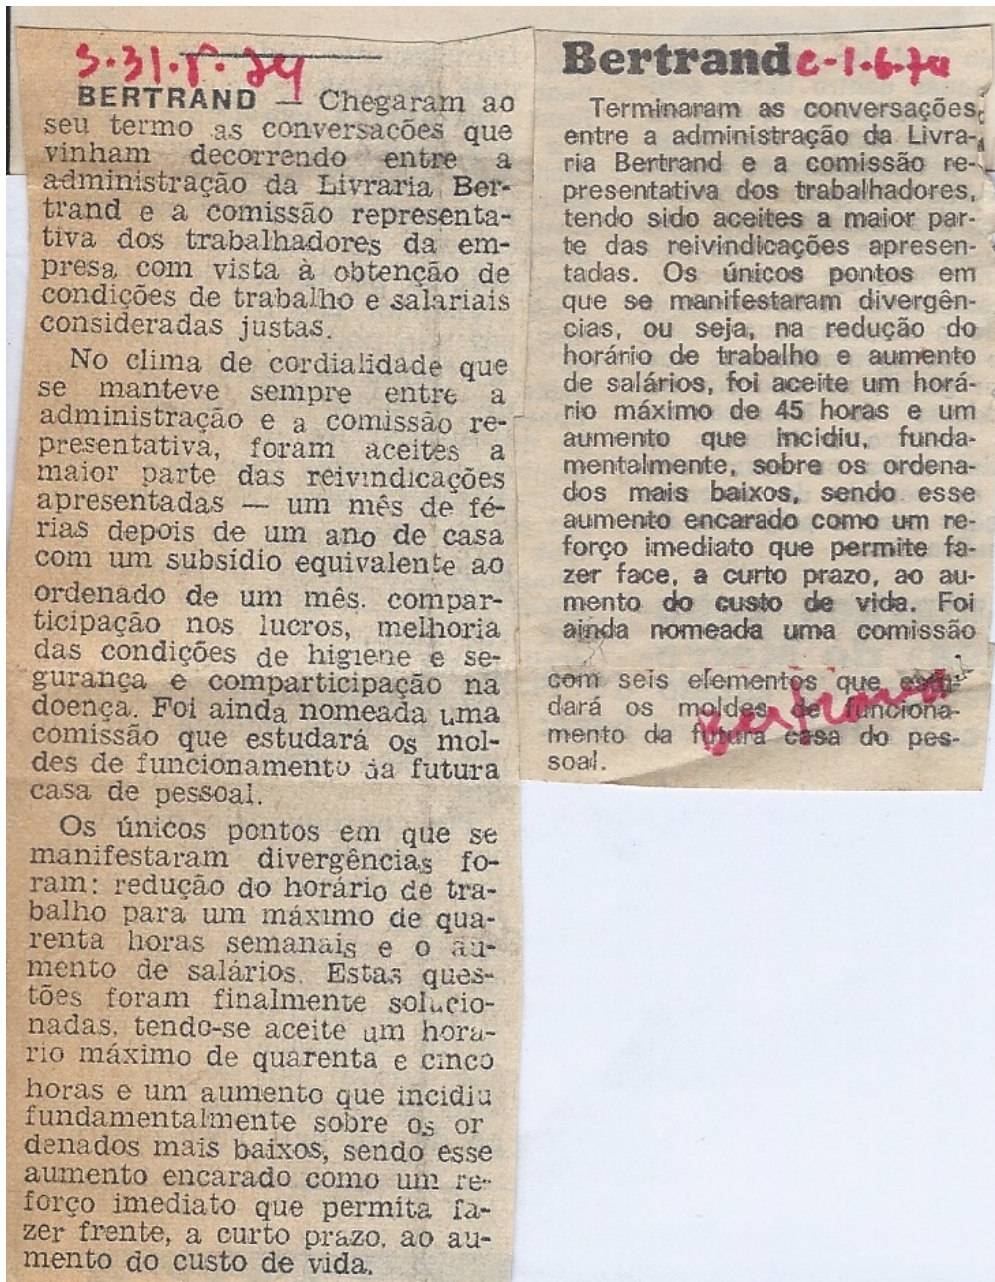 S-31.5.74
BERTRAND — Chegaram ao
seu termo as conversações que
vinham decorrendo entre a
administração da Livraria Ber-
trand e a comissão representa-
tiva dos trabalhadores da em-
presa com vista à obtenção de
condições de trabalho e salariais
consideradas justas.
No clima de cordialidade que
se manteve sempre entre a
administração e a comissão re-
presentativa, foram aceites a
maior parte das reivindicações
apresentadas — um mês de fé-
rias depois de um ano de casa
com um subsídio equivalente ao
ordenado de um mês. compar-
ticipação nos lucros, melhoria
das condições de higiene e se-
gurança e comparticipação na
doença. Foi ainda nomeada uma
comissão que estudará os mol-
des de funcionamento da futura
casa de pessoal.
Os únicos pontos em que se
manifestaram divergências fo-
ram: redução do horário de tra-
balho para um máximo de qua-
renta horas semanais e o au-
mento de salários. Estas ques-
tões foram finalmente solucio-
nadas, tendo-se aceite um horá-
rio máximo de quarenta e cinco
horas e um aumento que incidiu
fundamentalmente sobre os or
denados mais baixos, sendo esse
aumento encarado como um re-
forço imediato que permita fa-
zer frente, a curto prazo, ao au-
mento do custo de vida.
Bertrand C-1.6.74
Terminaram as conversações,
entre a administração da Livra-
ria Bertrand e a comissão re-
presentativa dos trabalhadores,
tendo sido aceites a maior par-
te das reivindicações apresen-
tadas. Os únicos pontos em
que se manifestaram divergên-
cias, ou seja, na redução do
horário de trabalho e aumento
de salários, foi aceite um horá-
rio máximo de 45 horas e um
aumento que incidiu, funda-
mentalmente, sobre os ordena-
dos mais baixos, sendo esse
aumento encarado como um re-
forço imediato que permite fa-
zer face, a curto prazo, ao au-
mento do custo de vida. Foi
ainda nomeada uma comissão
com seis elementos que estu-
dará os moldes de funciona-
mento da futura casa do pes-
soal.
Bertrand